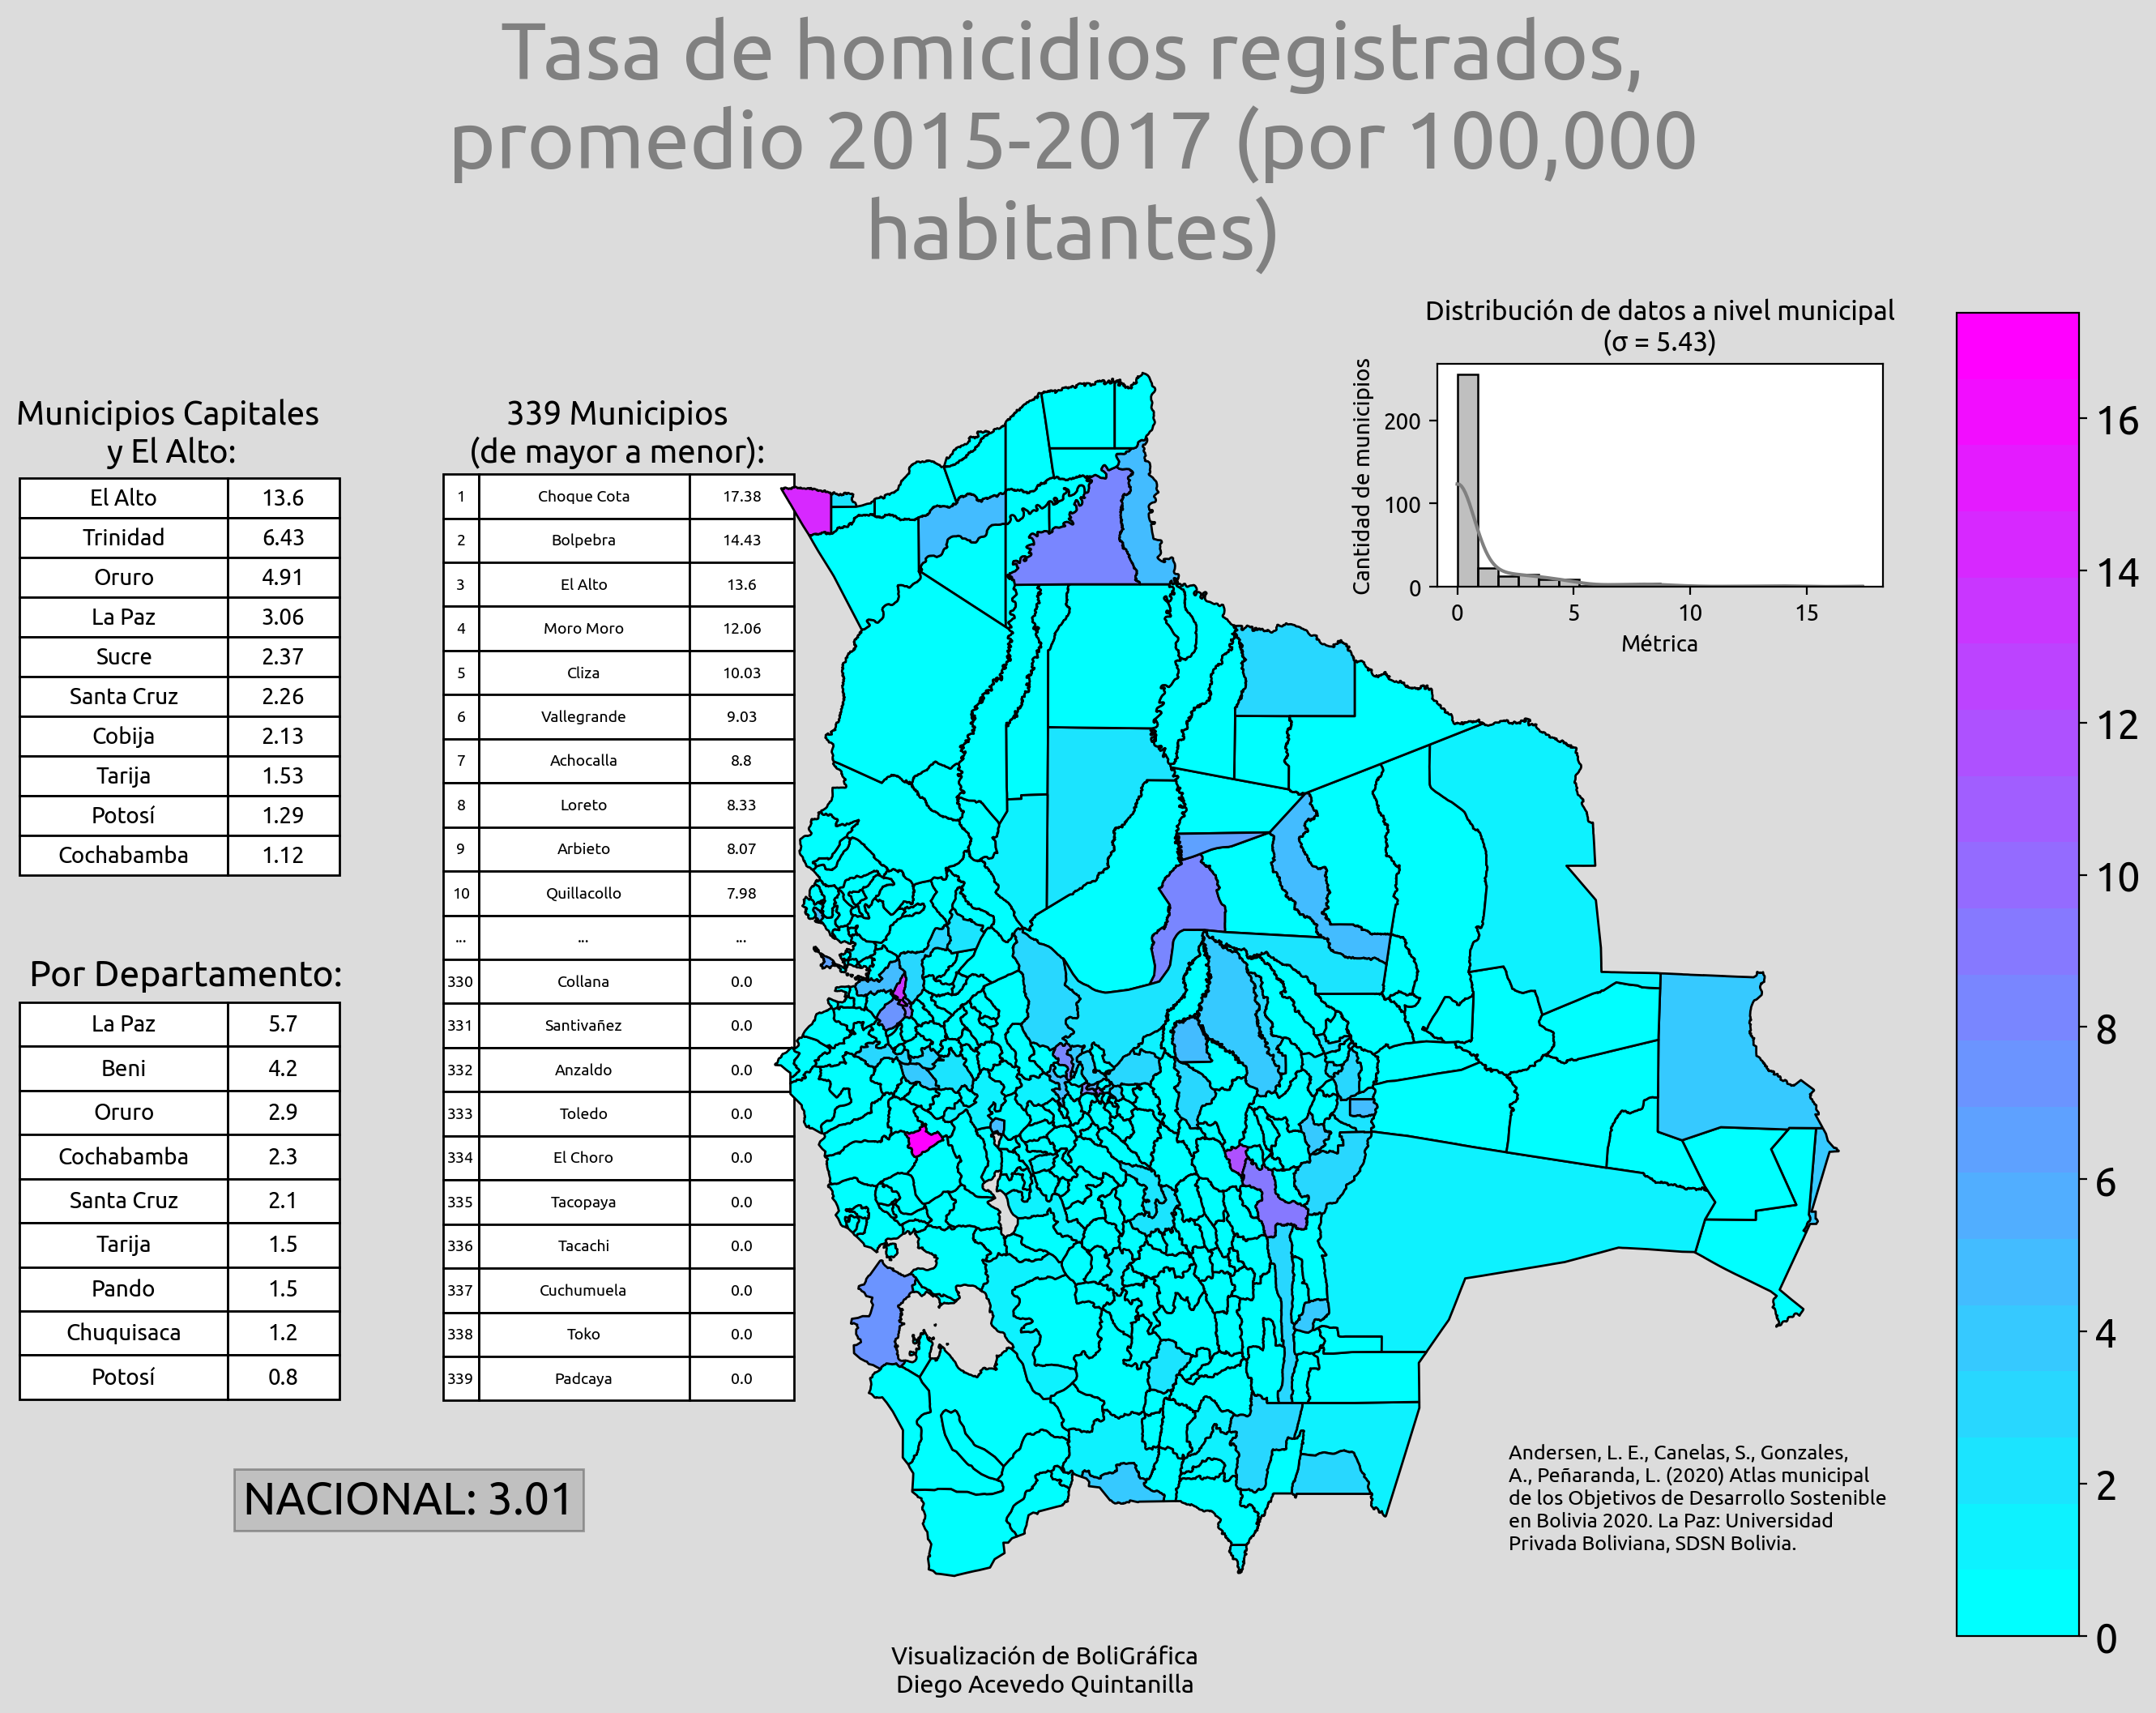 Tasa de homicidios registrados,
promedio 2015-2017 (por 100,000
habitantes)
Municipios Capitales
y El Alto:
El Alto 13.6
Trinidad 6.43
Oruro 4.91
La Paz 3.06
Sucre 2.37
Santa Cruz 2.26
Cobija 2.13
Tarija 1.53
Potosí 1.29
Cochabamba 1.12
Por Departamento:
La Paz 5.7
Beni 4.2
Oruro 2.9
Cochabamba 2.3
Santa Cruz 2.1
Tarija 1.5
Pando 1.5
Chuquisaca 1.2
Potosí 0.8
NACIONAL: 3.01
339 Municipios
(de mayor a menor):
1 Choque Cota 17.38
2 Bolpebra 14.43
3 El Alto 13.6
4 Moro Moro 12.06
5 Cliza 10.03
6 Vallegrande 9.03
7 Achocalla 8.8
8 Loreto 8.33
9 Arbieto 8.07
10 Quillacollo 7.98
... ... ...
330 Collana 0.0
331 Santivañez 0.0
332 Anzaldo 0.0
333 Toledo 0.0
334 El Choro 0.0
335 Tacopaya 0.0
336 Tacachi 0.0
337 Cuchumuela 0.0
338 Toko 0.0
339 Padcaya 0.0
Distribución de datos a nivel municipal
(σ = 5.43)
Cantidad de municipios
200
100
0
0 5 10 15
Métrica
16
14
12
10
8
6
4
2
0
Andersen, L. E., Canelas, S., Gonzales,
A., Peñaranda, L. (2020) Atlas municipal
de los Objetivos de Desarrollo Sostenible
en Bolivia 2020. La Paz: Universidad
Privada Boliviana, SDSN Bolivia.
Visualización de BoliGráfica
Diego Acevedo Quintanilla